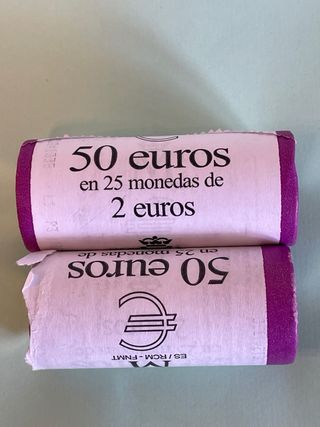 50 euros
en 25 monedas de
2 euros
50 euros
en 25 monedas de
€
M
ES / RCM - FNMT